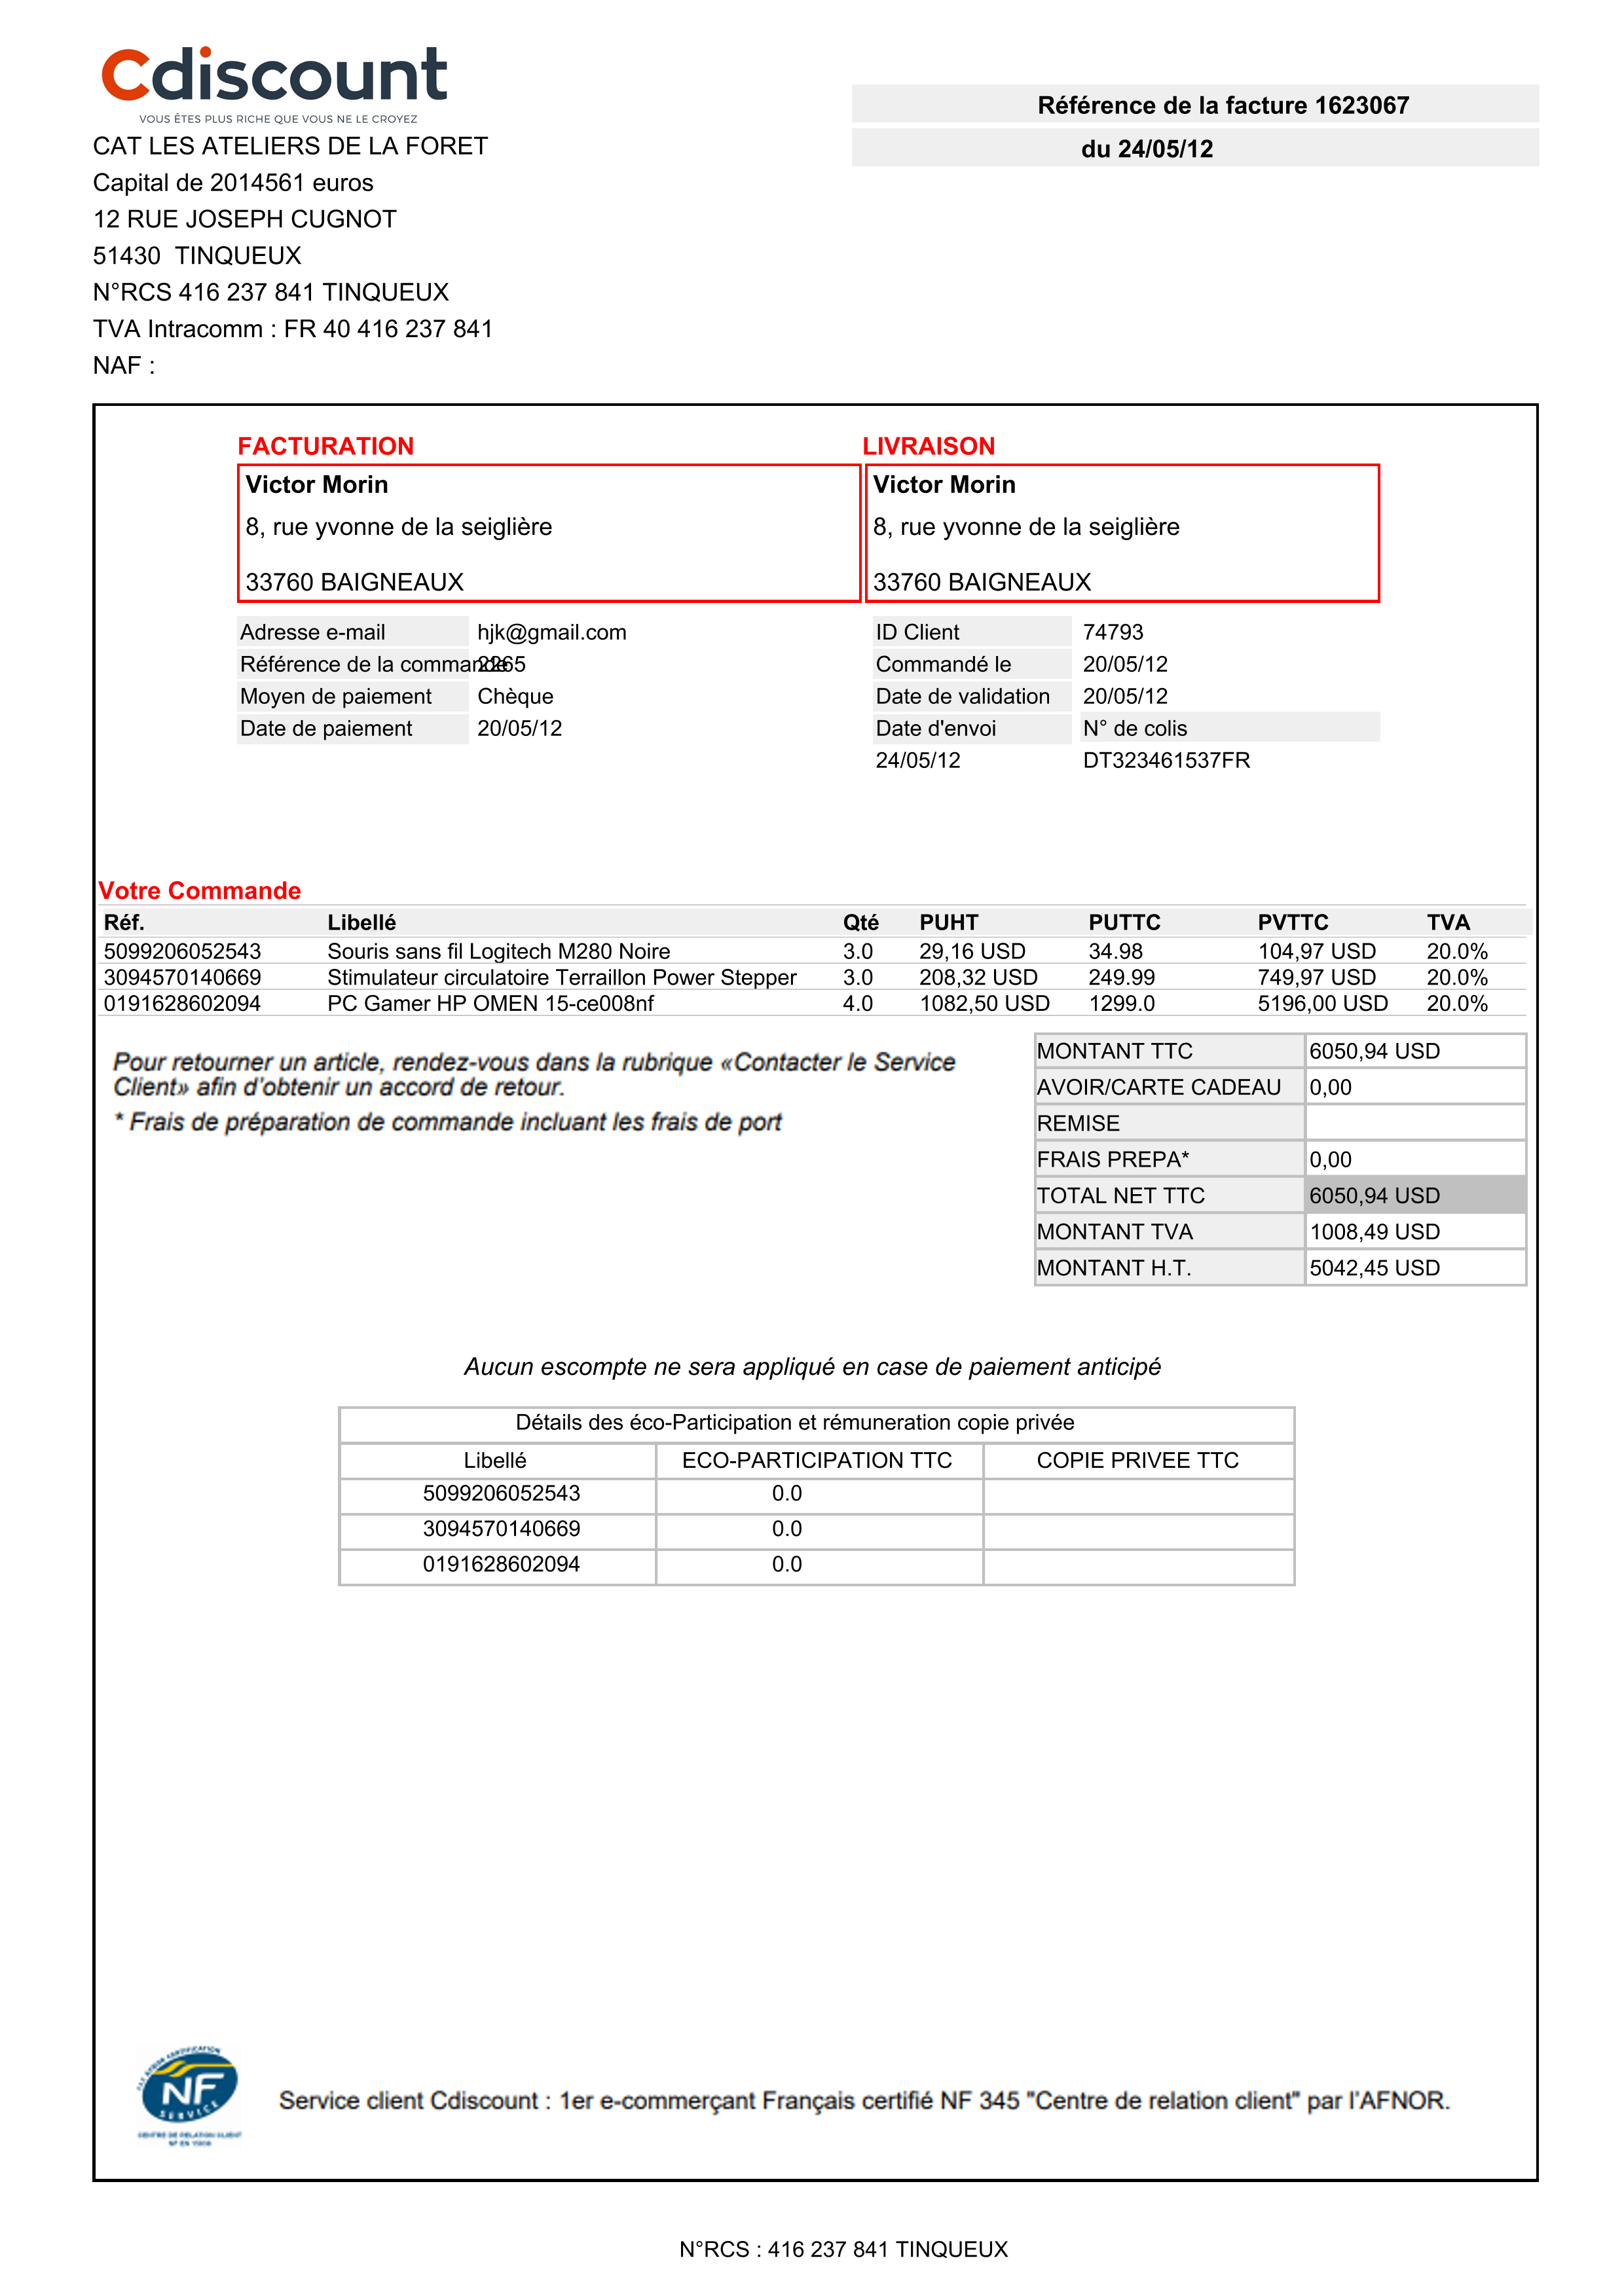 Cdiscount
VOUS ÊTES PLUS RICHE QUE VOUS NE LE CROYEZ
Référence de la facture 1623067
du 24/05/12
CAT LES ATELIERS DE LA FORET
Capital de 2014561 euros
12 RUE JOSEPH CUGNOT
51430 TINQUEUX
N°RCS 416 237 841 TINQUEUX
TVA Intracomm : FR 40 416 237 841
NAF :
FACTURATION
Victor Morin
8, rue yvonne de la seiglière
33760 BAIGNEAUX
LIVRAISON
Victor Morin
8, rue yvonne de la seiglière
33760 BAIGNEAUX
Adresse e-mail hjk@gmail.com
Référence de la commande 2265
Moyen de paiement Chèque
Date de paiement 20/05/12
ID Client 74793
Commandé le 20/05/12
Date de validation 20/05/12
Date d'envoi N° de colis
24/05/12 DT323461537FR
Votre Commande
Réf. Libellé Qté PUHT PUTTC PVTTC TVA
5099206052543 Souris sans fil Logitech M280 Noire 3.0 29,16 USD 34.98 104,97 USD 20.0%
3094570140669 Stimulateur circulatoire Terraillon Power Stepper 3.0 208,32 USD 249.99 749,97 USD 20.0%
0191628602094 PC Gamer HP OMEN 15-ce008nf 4.0 1082,50 USD 1299.0 5196,00 USD 20.0%
Pour retourner un article, rendez-vous dans la rubrique «Contacter le Service
Client» afin d'obtenir un accord de retour.
* Frais de préparation de commande incluant les frais de port
MONTANT TTC 6050,94 USD
AVOIR/CARTE CADEAU 0,00
REMISE
FRAIS PREPA* 0,00
TOTAL NET TTC 6050,94 USD
MONTANT TVA 1008,49 USD
MONTANT H.T. 5042,45 USD
Aucun escompte ne sera appliqué en case de paiement anticipé
Détails des éco-Participation et rémuneration copie privée
Libellé ECO-PARTICIPATION TTC COPIE PRIVEE TTC
5099206052543 0.0
3094570140669 0.0
0191628602094 0.0
NF
SERVICE
CENTRE DE RELATION CLIENT
Service client Cdiscount : 1er e-commerçant Français certifié NF 345 "Centre de relation client" par l'AFNOR.
N°RCS : 416 237 841 TINQUEUX